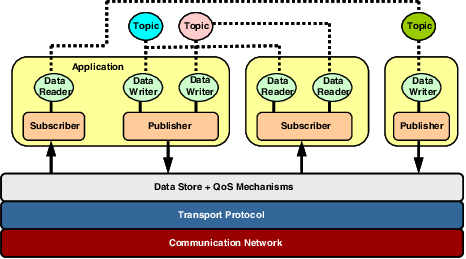 Topic
Topic
Topic
Application
Data
Reader
Data
Writer
Data
Writer
Data
Reader
Data
Reader
Data
Writer
Subscriber
Publisher
Subscriber
Publisher
Data Store + QoS Mechanisms
Transport Protocol
Communication Network